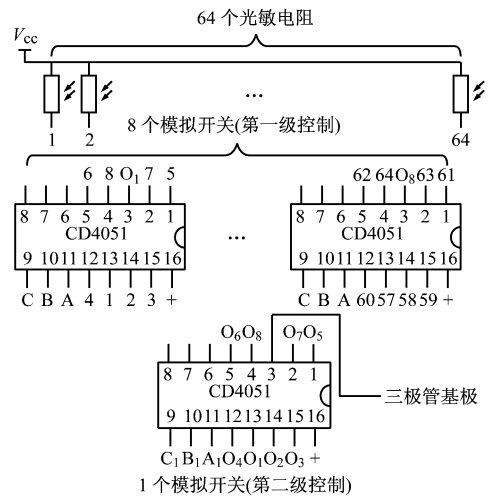 64 个光敏电阻
Vcc
...
1 2 64
8 个模拟开关(第一级控制)
6 8 O1 7 5 62 64 O8 63 61
8 7 6 5 4 3 2 1 8 7 6 5 4 3 2 1
CD4051 ... CD4051
9 10 11 12 13 14 15 16 9 10 11 12 13 14 15 16
C B A 4 1 2 3 + C B A 60 57 58 59 +
O6 O8 O7 O5
8 7 6 5 4 3 2 1
CD4051
三极管基极
9 10 11 12 13 14 15 16
C1 B1 A1 O4 O1 O2 O3 +
1 个模拟开关(第二级控制)